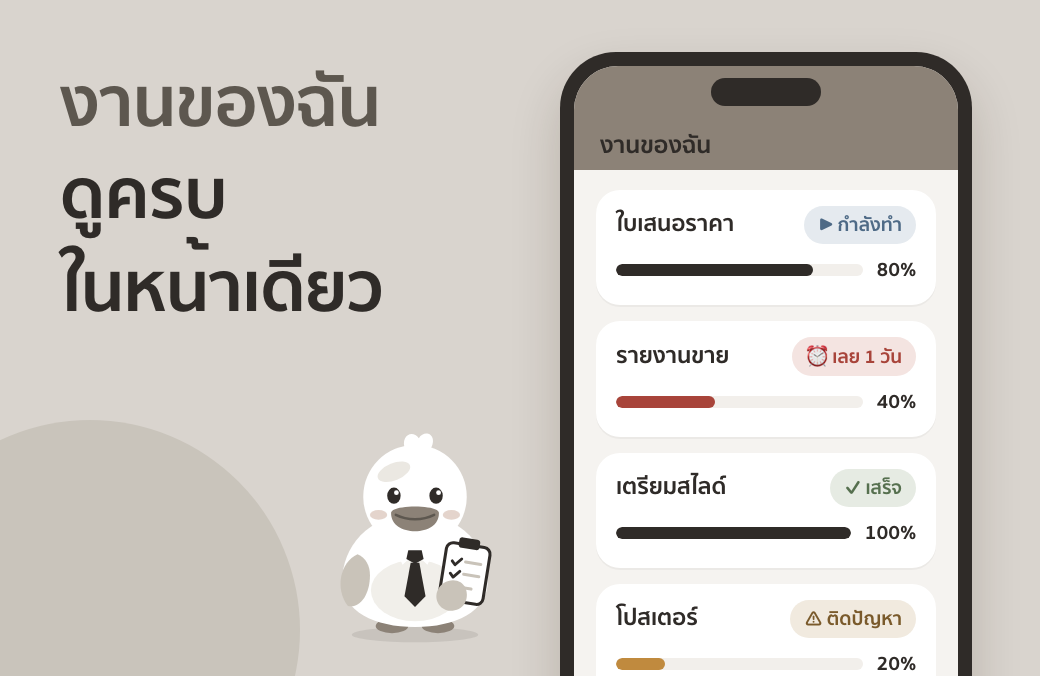 งานของฉัน
ดูครบ
ในหน้าเดียว
งานของฉัน
ใบเสนอราคา
กำลังทำ
80%
รายงานขาย
เลย 1 วัน
40%
เตรียมสไลด์
เสร็จ
100%
โปสเตอร์
ติดปัญหา
20%